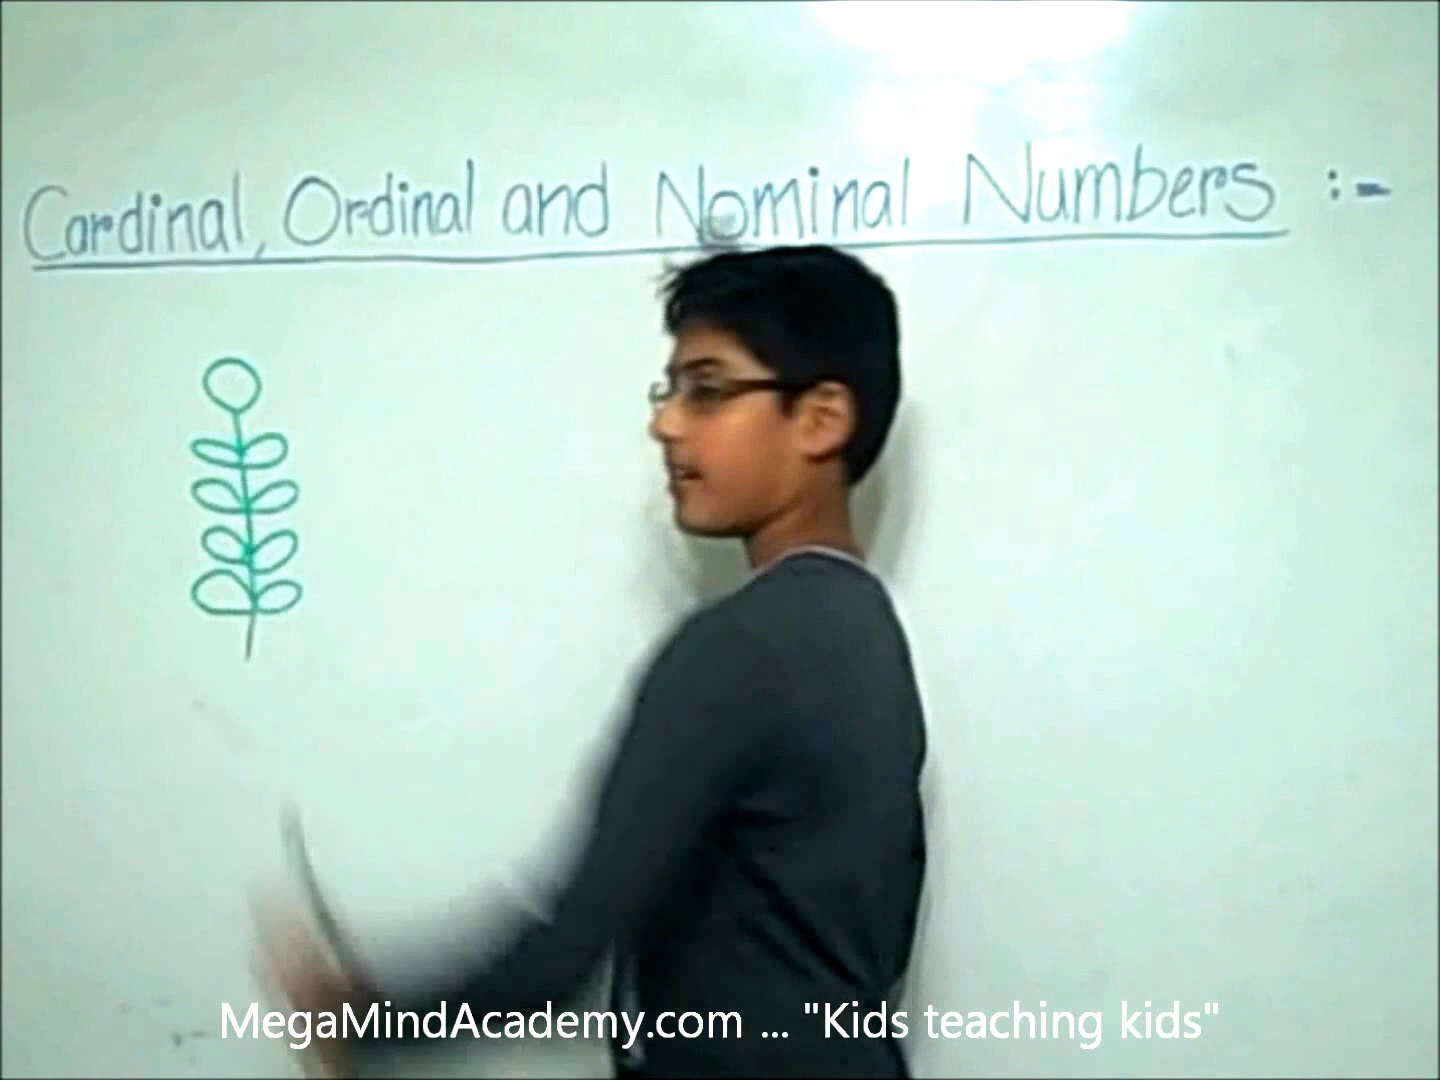 Cardinal, Ordinal and Nominal Numbers :-
MegaMindAcademy.com ... "Kids teaching kids"